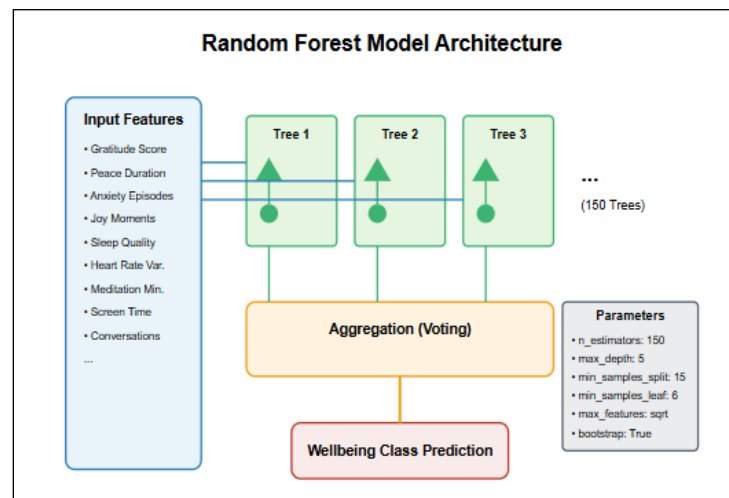 Random Forest Model Architecture
Input Features
• Gratitude Score
• Peace Duration
• Anxiety Episodes
• Joy Moments
• Sleep Quality
• Heart Rate Var.
• Meditation Min.
• Screen Time
• Conversations
...
Tree 1
Tree 2
Tree 3
...
(150 Trees)
Aggregation (Voting)
Parameters
• n_estimators: 150
• max_depth: 5
• min_samples_split: 15
• min_samples_leaf: 6
• max_features: sqrt
• bootstrap: True
Wellbeing Class Prediction